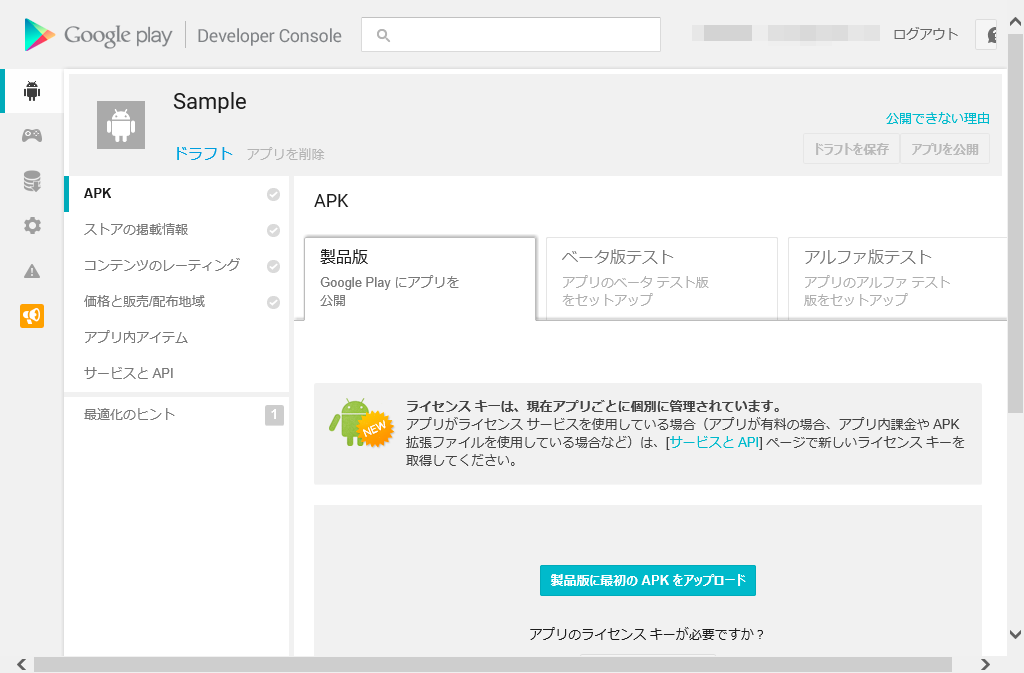 Google play Developer Console
ログアウト
Sample
ドラフト アプリを削除
公開できない理由
ドラフトを保存 アプリを公開
APK
ストアの掲載情報
コンテンツのレーティング
価格と販売/配布地域
アプリ内アイテム
サービスと API
最適化のヒント 1
APK
製品版
Google Play にアプリを
公開
ベータ版テスト
アプリのベータ テスト版
をセットアップ
アルファ版テスト
アプリのアルファ テスト
版をセットアップ
NEW
ライセンス キーは、現在アプリごとに個別に管理されています。
アプリがライセンス サービスを使用している場合（アプリが有料の場合、アプリ内課金や APK
拡張ファイルを使用している場合など）は、[サービスと API] ページで新しいライセンス キーを
取得してください。
製品版に最初の APK をアップロード
アプリのライセンス キーが必要ですか？